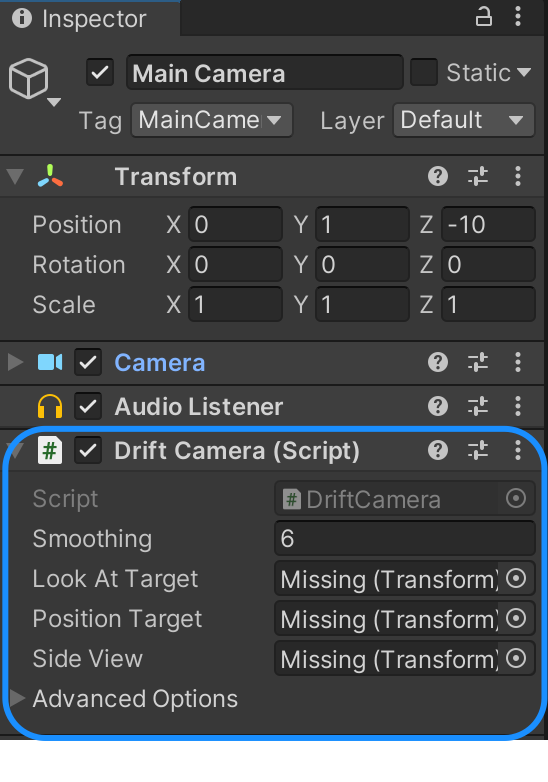 Inspector
Main Camera Static
Tag MainCame Layer Default
Transform
Position X 0 Y 1 Z -10
Rotation X 0 Y 0 Z 0
Scale X 1 Y 1 Z 1
Camera
Audio Listener
# Drift Camera (Script)
Script # DriftCamera
Smoothing 6
Look At Target Missing (Transform)
Position Target Missing (Transform)
Side View Missing (Transform)
Advanced Options